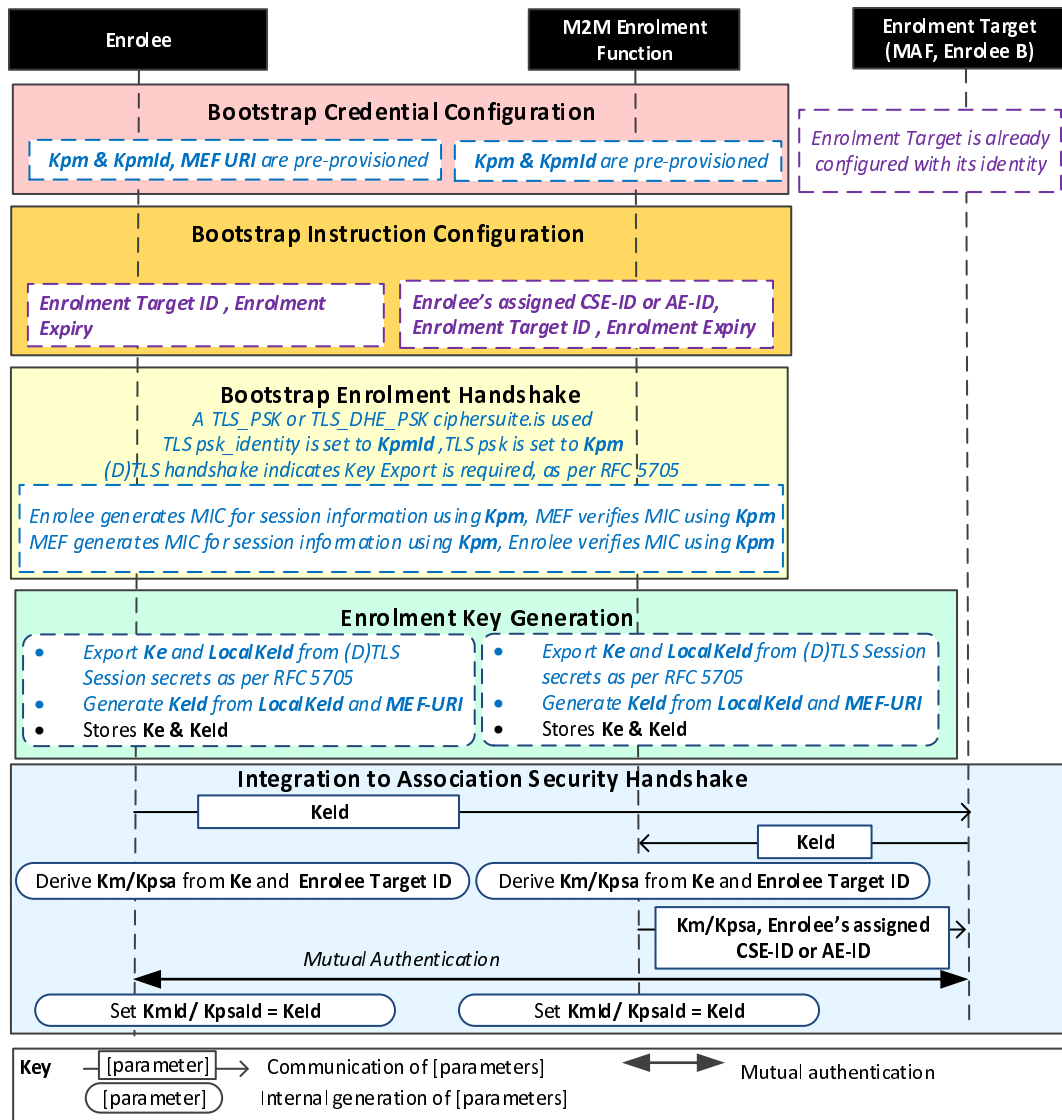 Enrolee
M2M Enrolment
Function
Enrolment Target
(MAF, Enrolee B)
Bootstrap Credential Configuration
Kpm & KpmId, MEF URI are pre-provisioned
Kpm & KpmId are pre-provisioned
Enrolment Target is already
configured with its identity
Bootstrap Instruction Configuration
Enrolment Target ID , Enrolment
Expiry
Enrolee's assigned CSE-ID or AE-ID,
Enrolment Target ID , Enrolment Expiry
Bootstrap Enrolment Handshake
A TLS_PSK or TLS_DHE_PSK ciphersuite.is used
TLS psk_identity is set to KpmId ,TLS psk is set to Kpm
(D)TLS handshake indicates Key Export is required, as per RFC 5705
Enrolee generates MIC for session information using Kpm, MEF verifies MIC using Kpm
MEF generates MIC for session information using Kpm, Enrolee verifies MIC using Kpm
Enrolment Key Generation
• Export Ke and LocalKeId from (D)TLS
Session secrets as per RFC 5705
• Generate KeId from LocalKeId and MEF-URI
• Stores Ke & KeId
• Export Ke and LocalKeId from (D)TLS Session
secrets as per RFC 5705
• Generate KeId from LocalKeId and MEF-URI
• Stores Ke & KeId
Integration to Association Security Handshake
KeId
KeId
Derive Km/Kpsa from Ke and Enrolee Target ID
Derive Km/Kpsa from Ke and Enrolee Target ID
Km/Kpsa, Enrolee's assigned
CSE-ID or AE-ID
Mutual Authentication
Set KmId/ KpsaId = KeId
Set KmId/ KpsaId = KeId
Key
[parameter]
Communication of [parameters]
Mutual authentication
[parameter]
Internal generation of [parameters]